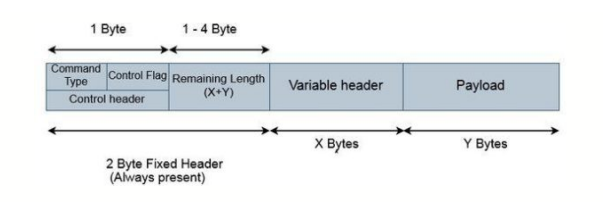 1 Byte
1 - 4 Byte
Command
Type
Control Flag
Control header
Remaining Length
(X+Y)
Variable header
Payload
2 Byte Fixed Header
(Always present)
X Bytes
Y Bytes